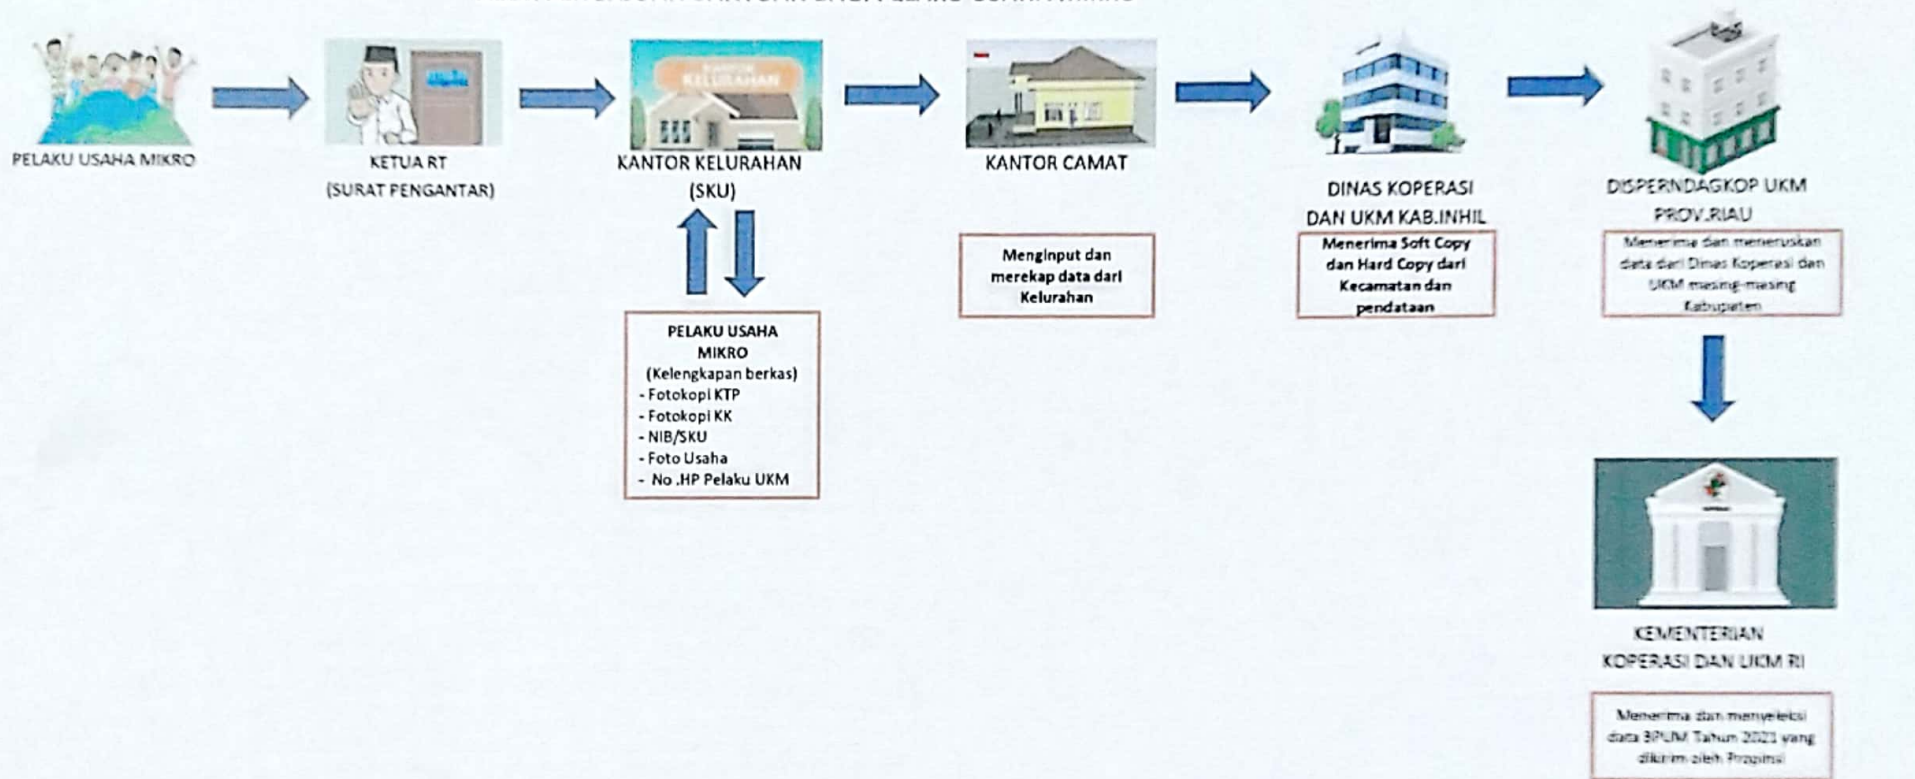 PELAKU USAHA MIKRO
KETUA RT
(SURAT PENGANTAR)
KELURAHAN
KANTOR KELURAHAN
(SKU)
PELAKU USAHA
MIKRO
(Kelengkapan berkas)
- Fotokopi KTP
- Fotokopi KK
- NIB/SKU
- Foto Usaha
- No .HP Pelaku UKM
KANTOR CAMAT
Menginput dan
merekap data dari
Kelurahan
DINAS KOPERASI
DAN UKM KAB.INHIL
Menerima Soft Copy
dan Hard Copy dari
Kecamatan dan
pendataan
DISPERNDAGKOP UKM
PROV.RIAU
Menerima dan meneruskan
data dari Dinas Koperasi dan
UKM masing-masing
Kabupaten
KEMENTERIAN
KOPERASI DAN UKM RI
Menerima dan menyeleksi
data BPUM Tahun 2021 yang
dikirim oleh Propinsi